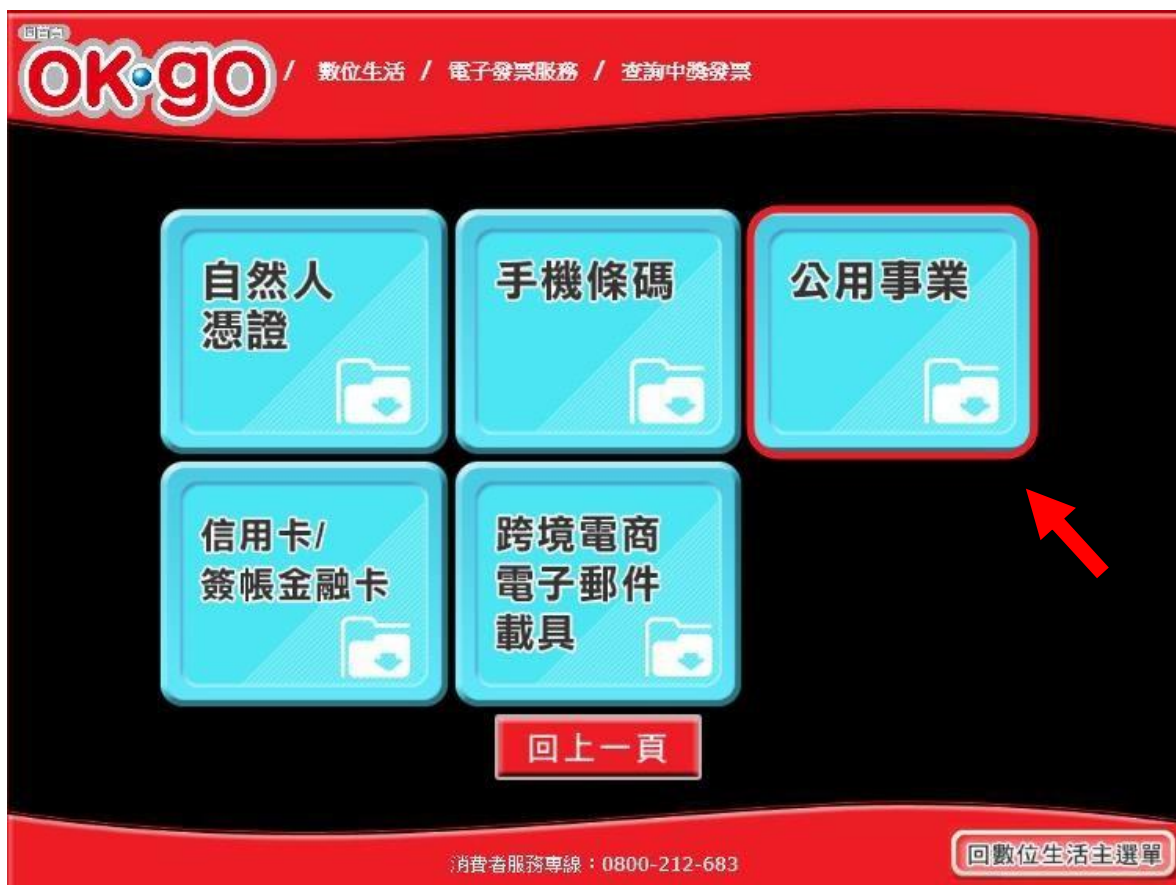 回首頁
OK·go / 數位生活 / 電子發票服務 / 查詢中獎發票
自然人
憑證
手機條碼
公用事業
信用卡/
簽帳金融卡
跨境電商
電子郵件
載具
回上一頁
消費者服務專線：0800-212-683
回數位生活主選單